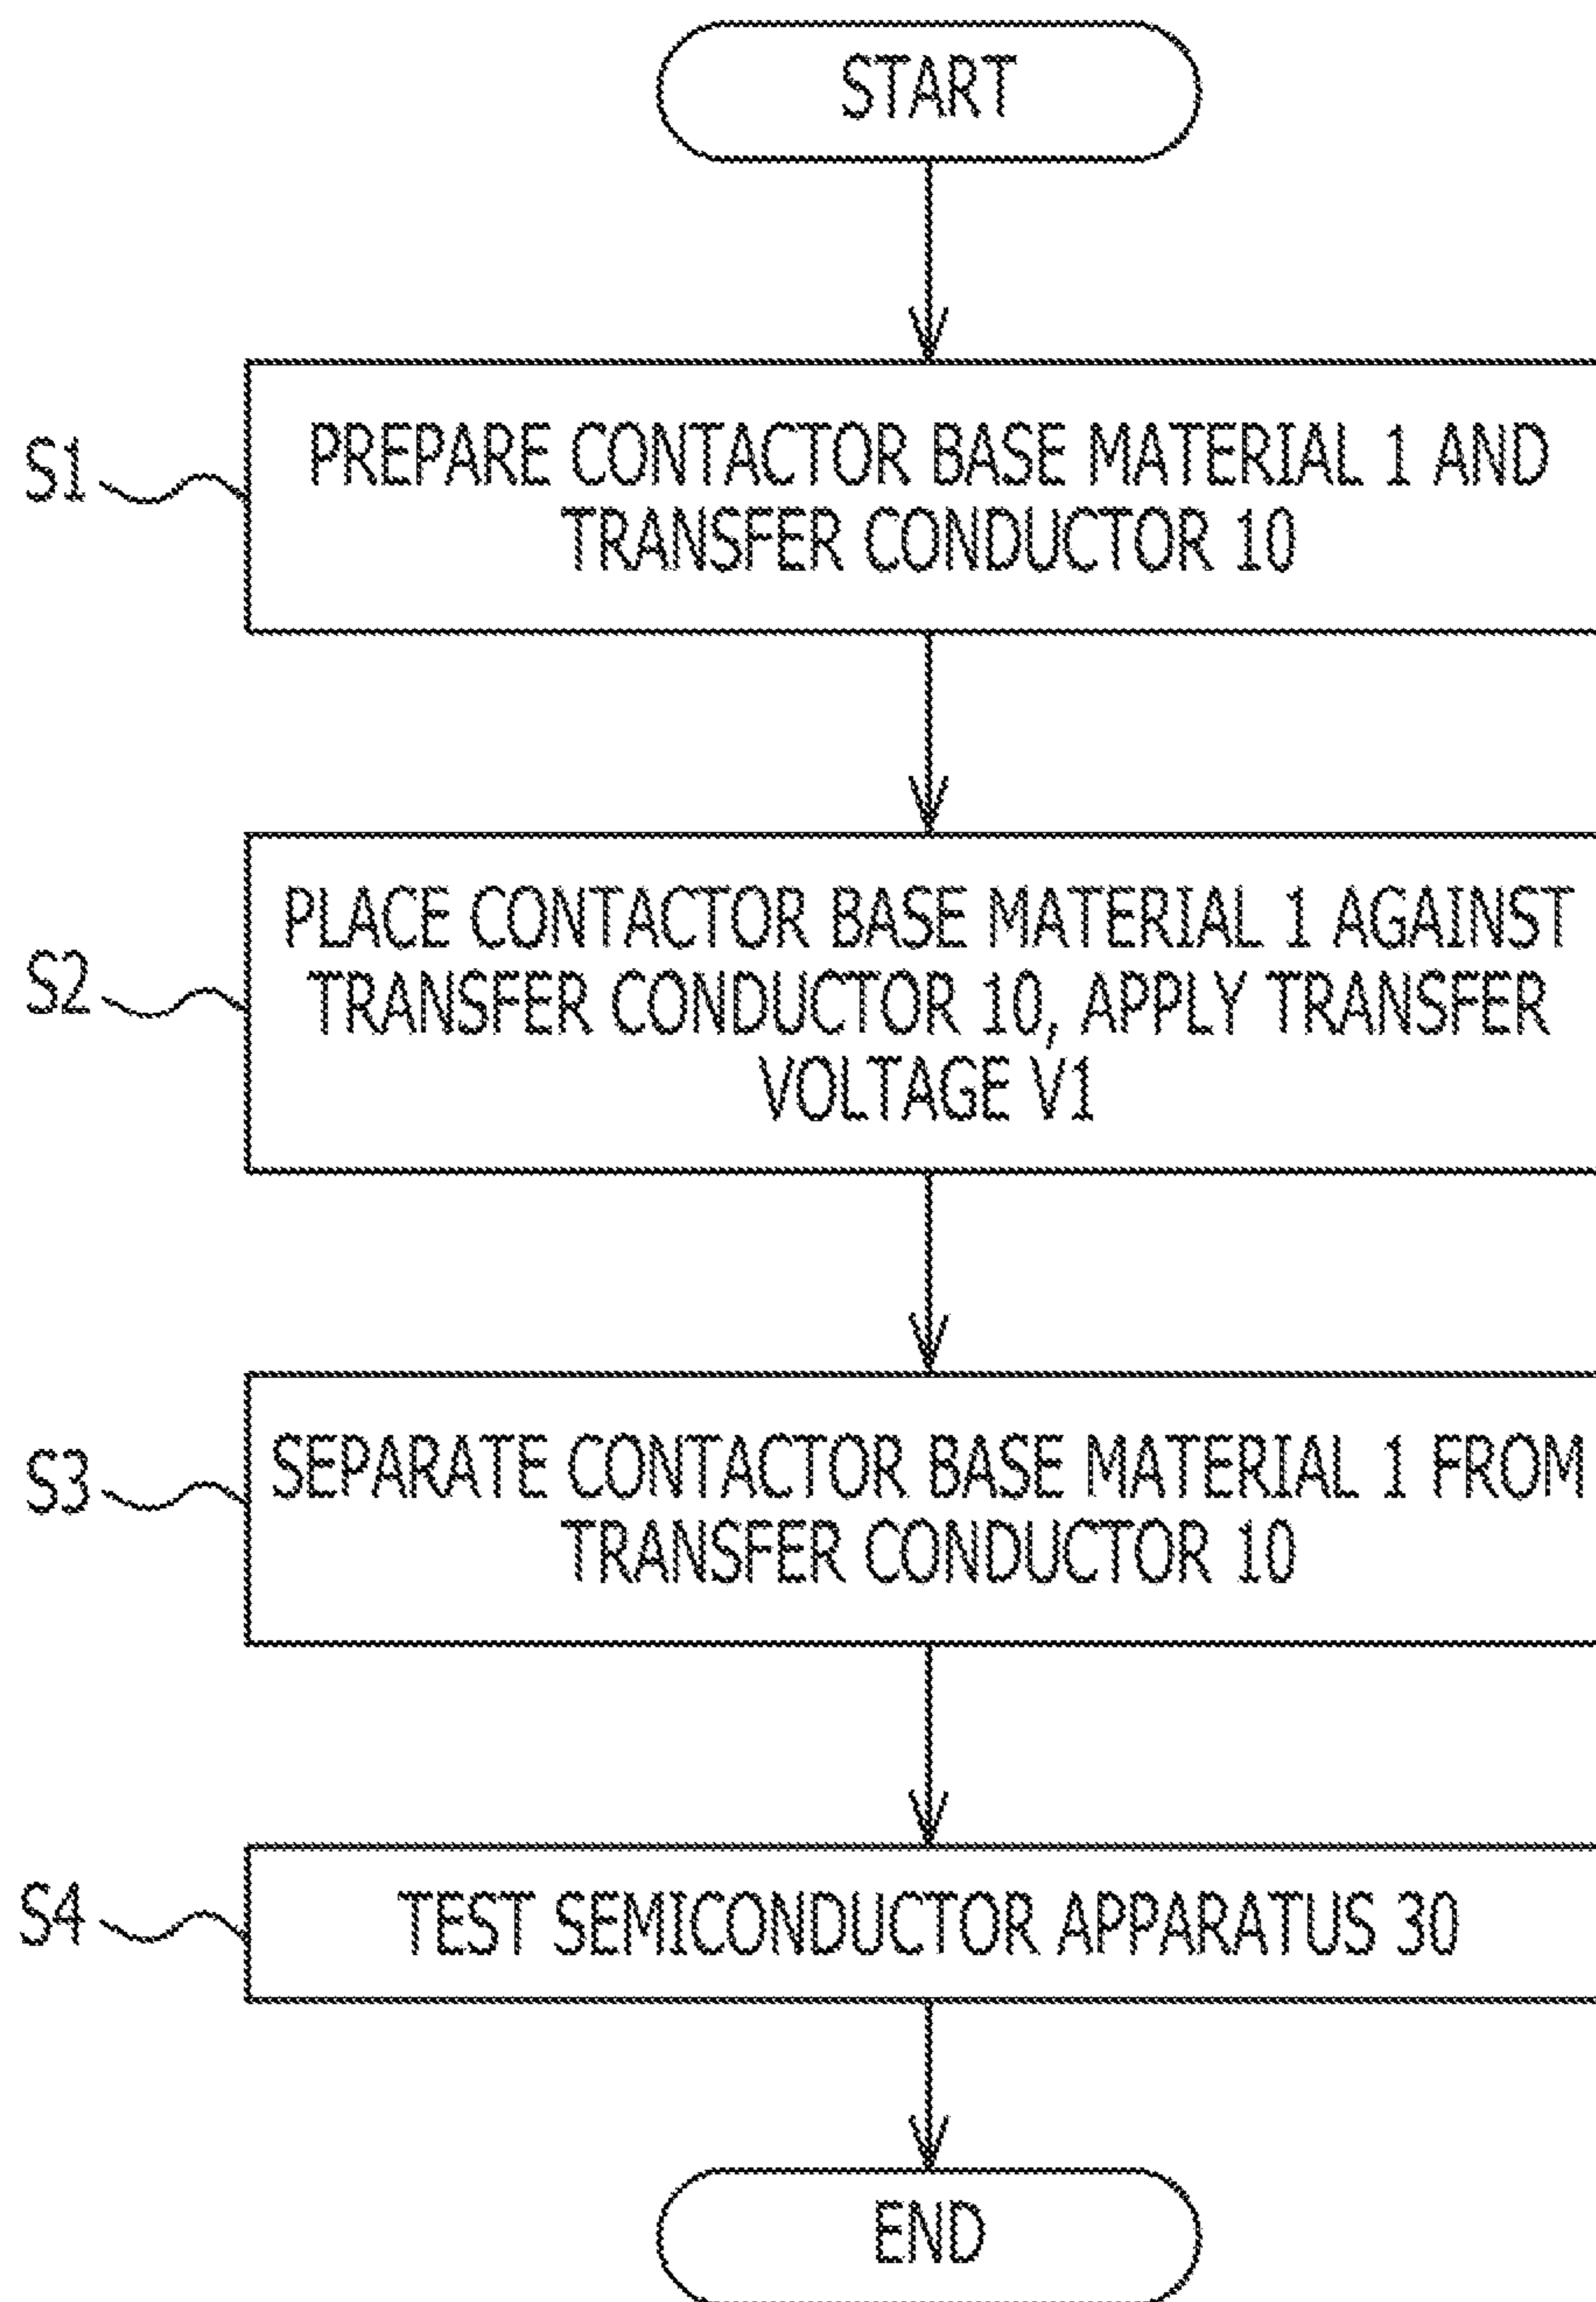 START
S1
PREPARE CONTACTOR BASE MATERIAL 1 AND
TRANSFER CONDUCTOR 10
S2
PLACE CONTACTOR BASE MATERIAL 1 AGAINST
TRANSFER CONDUCTOR 10, APPLY TRANSFER
VOLTAGE V1
S3
SEPARATE CONTACTOR BASE MATERIAL 1 FROM
TRANSFER CONDUCTOR 10
S4
TEST SEMICONDUCTOR APPARATUS 30
END